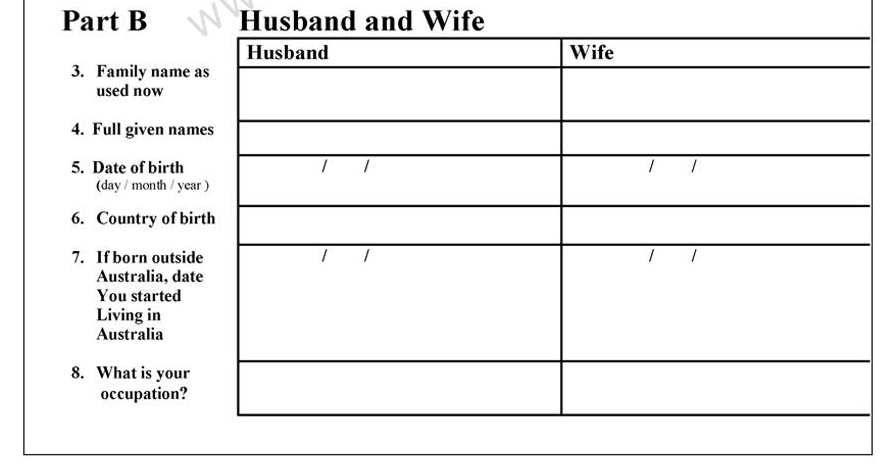 Part B Husband and Wife
Husband Wife
3. Family name as
used now
4. Full given names
5. Date of birth / / / /
(day / month / year )
6. Country of birth
7. If born outside / / / /
Australia, date
You started
Living in
Australia
8. What is your
occupation?